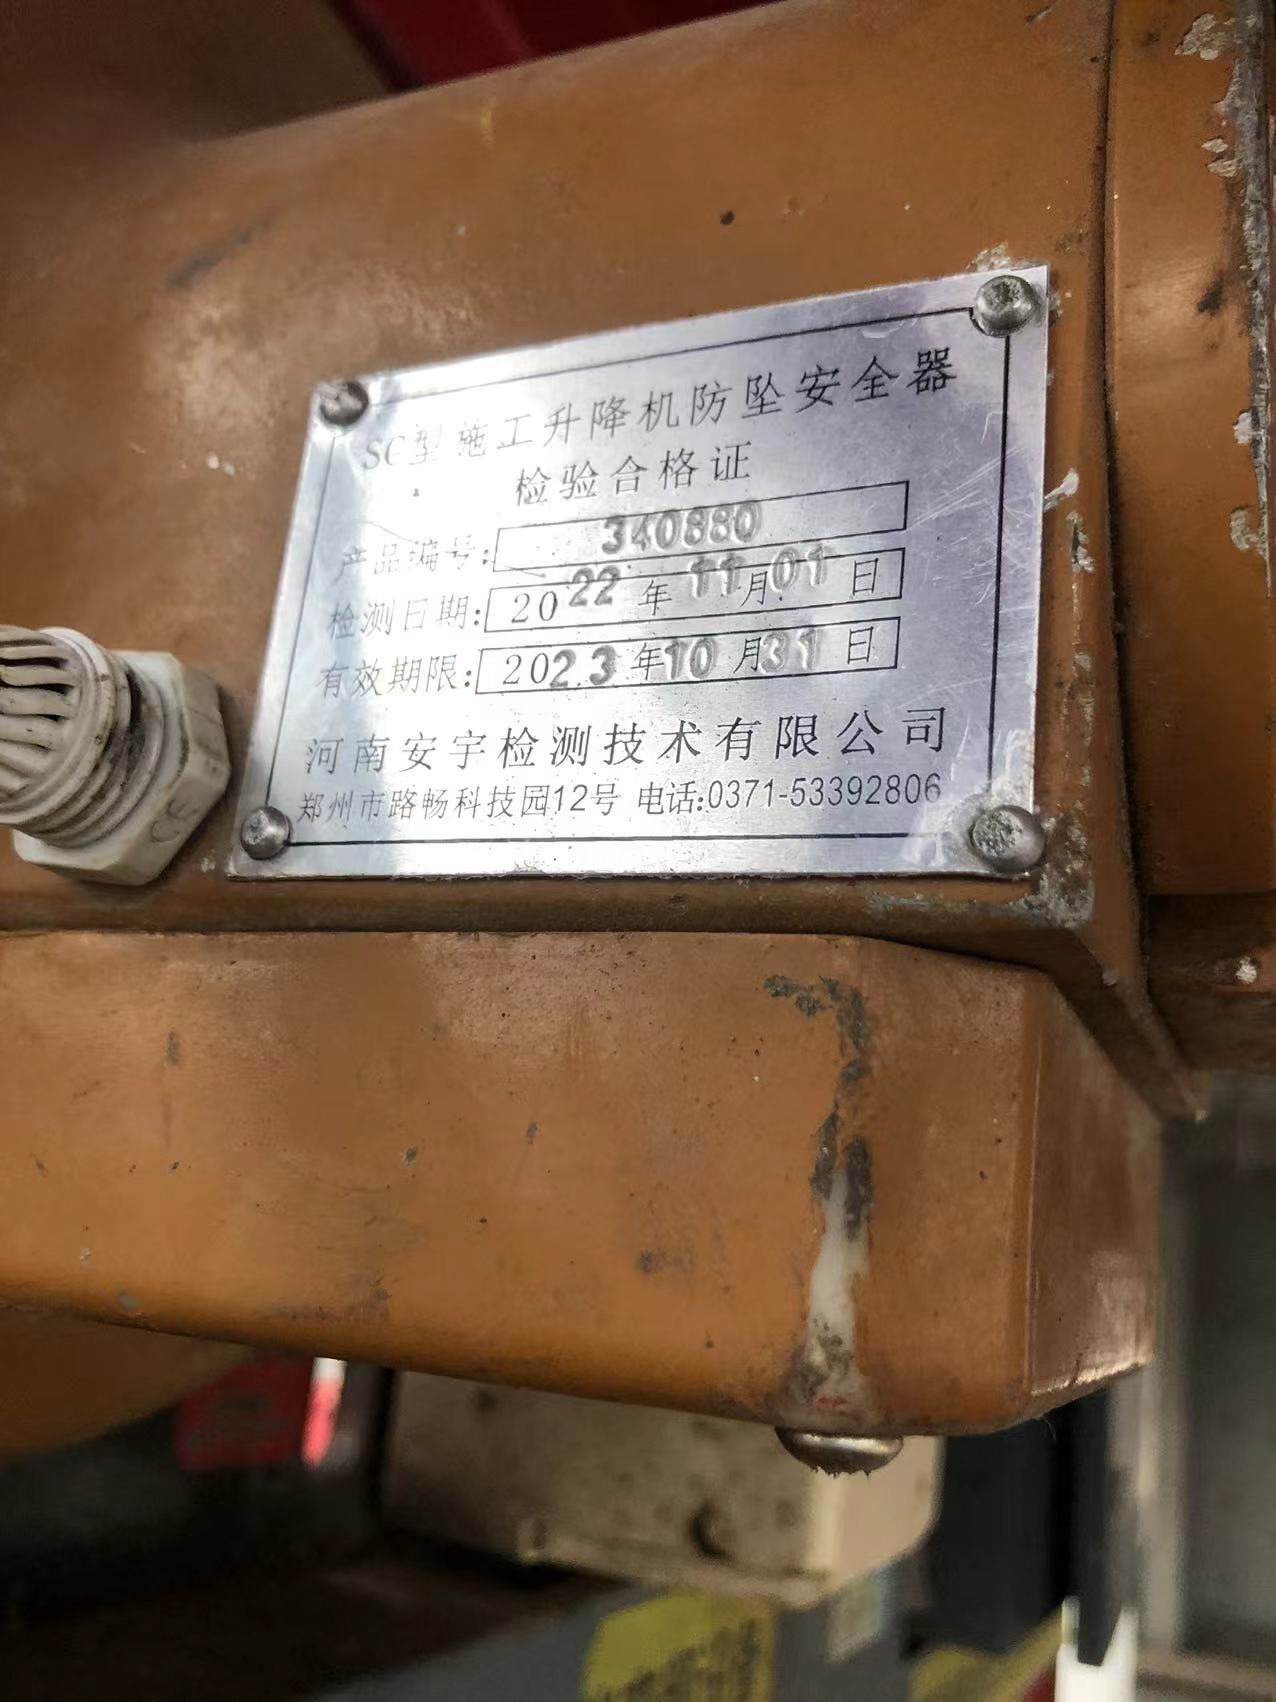 SC型施工升降机防坠安全器
检验合格证
产品编号: 340880
检测日期: 2022年11月01日
有效期限: 2023年10月31日
河南安宇检测技术有限公司
郑州市路畅科技园12号 电话:0371-53392806